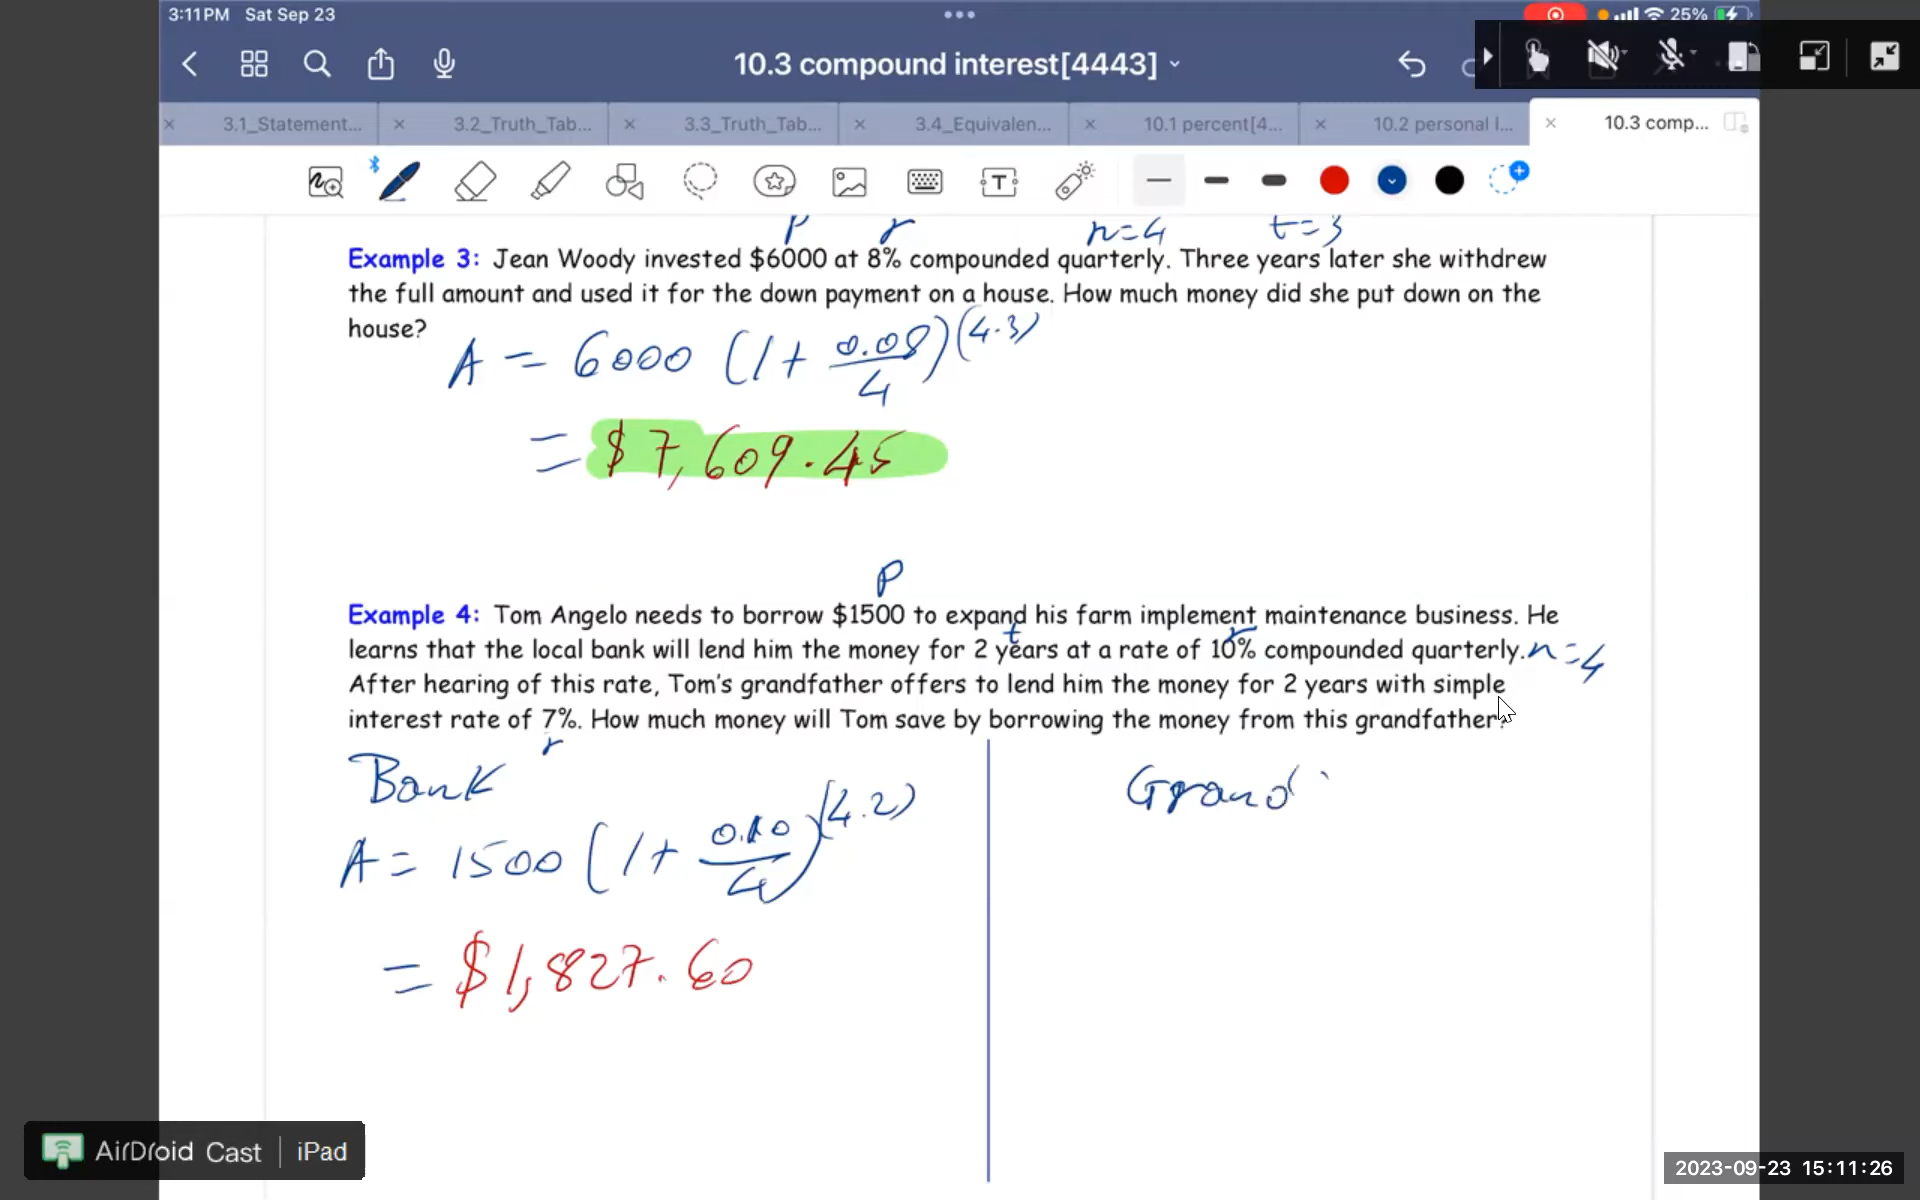 3:11 PM Sat Sep 23
25%
10.3 compound interest[4443]
3.1_Statement...
3.2_Truth_Tab...
3.3_Truth_Tab...
3.4_Equivalen...
10.1 percent[4...
10.2 personal l...
10.3 comp...
P r n=4 t=3
Example 3: Jean Woody invested $6000 at 8% compounded quarterly. Three years later she withdrew
the full amount and used it for the down payment on a house. How much money did she put down on the
house?
A = 6000 (1 + 0.08/4)^(4·3)
= $7,609.45
P
Example 4: Tom Angelo needs to borrow $1500 to expand his farm implement maintenance business. He
t r
learns that the local bank will lend him the money for 2 years at a rate of 10% compounded quarterly. n=4
After hearing of this rate, Tom's grandfather offers to lend him the money for 2 years with simple
interest rate of 7%. How much money will Tom save by borrowing the money from this grandfather?
r
Bank
Grand
A = 1500 (1 + 0.10/4)^(4.2)
= $1,827.60
AirDroid Cast | iPad
2023-09-23 15:11:26